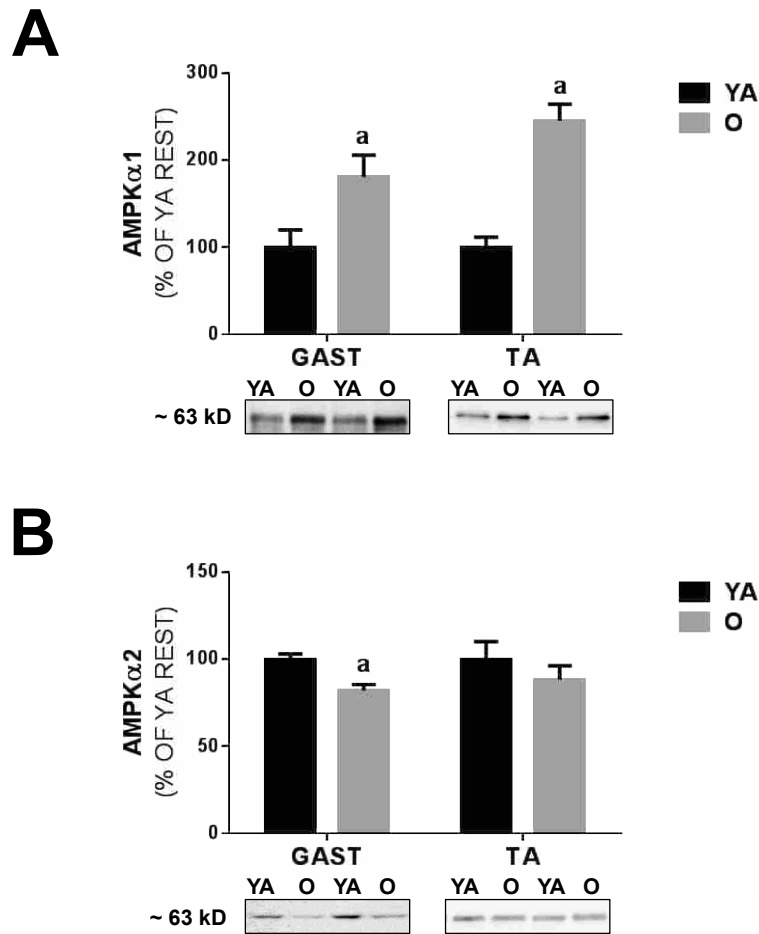 A
300
200
100
0
AMPKα1
(% OF YA REST)
a
a
YA
O
GAST
TA
YA O YA O
YA O YA O
~ 63 kD
B
150
100
50
0
AMPKα2
(% OF YA REST)
a
YA
O
GAST
TA
YA O YA O
YA O YA O
~ 63 kD